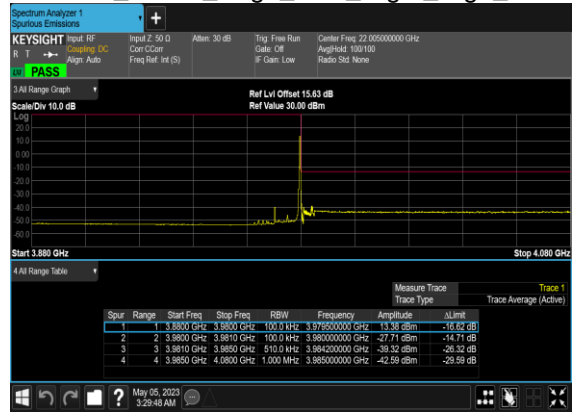 Spectrum Analyzer 1
Spurious Emissions
KEYSIGHT Input: RF Input Z: 50 Ω Atten: 30 dB Trig: Free Run Center Freq: 22.005000000 GHz
R T Coupling: DC Corr CCorr Gate: Off Avg|Hold: 100/100
Align: Auto Freq Ref: Int (S) IF Gain: Low Radio Std: None
PASS
3 All Range Graph Ref Lvl Offset 15.63 dB
Scale/Div 10.0 dB Ref Value 30.00 dBm
Log
20.0
10.0
0.00
-10.0
-20.0
-30.0
-40.0
-50.0
-60.0
Start 3.880 GHz Stop 4.080 GHz
4 All Range Table
Measure Trace Trace 1
Trace Type Trace Average (Active)
Spur Range Start Freq Stop Freq RBW Frequency Amplitude ΔLimit
1 1 3.8800 GHz 3.9800 GHz 100.0 kHz 3.979500000 GHz 13.38 dBm -16.62 dB
2 2 3.9800 GHz 3.9810 GHz 100.0 kHz 3.980000000 GHz -27.71 dBm -14.71 dB
3 3 3.9810 GHz 3.9850 GHz 510.0 kHz 3.984200000 GHz -39.32 dBm -26.32 dB
4 4 3.9850 GHz 4.0800 GHz 1.000 MHz 3.985000000 GHz -42.59 dBm -29.59 dB
? May 05, 2023
3:29:48 AM